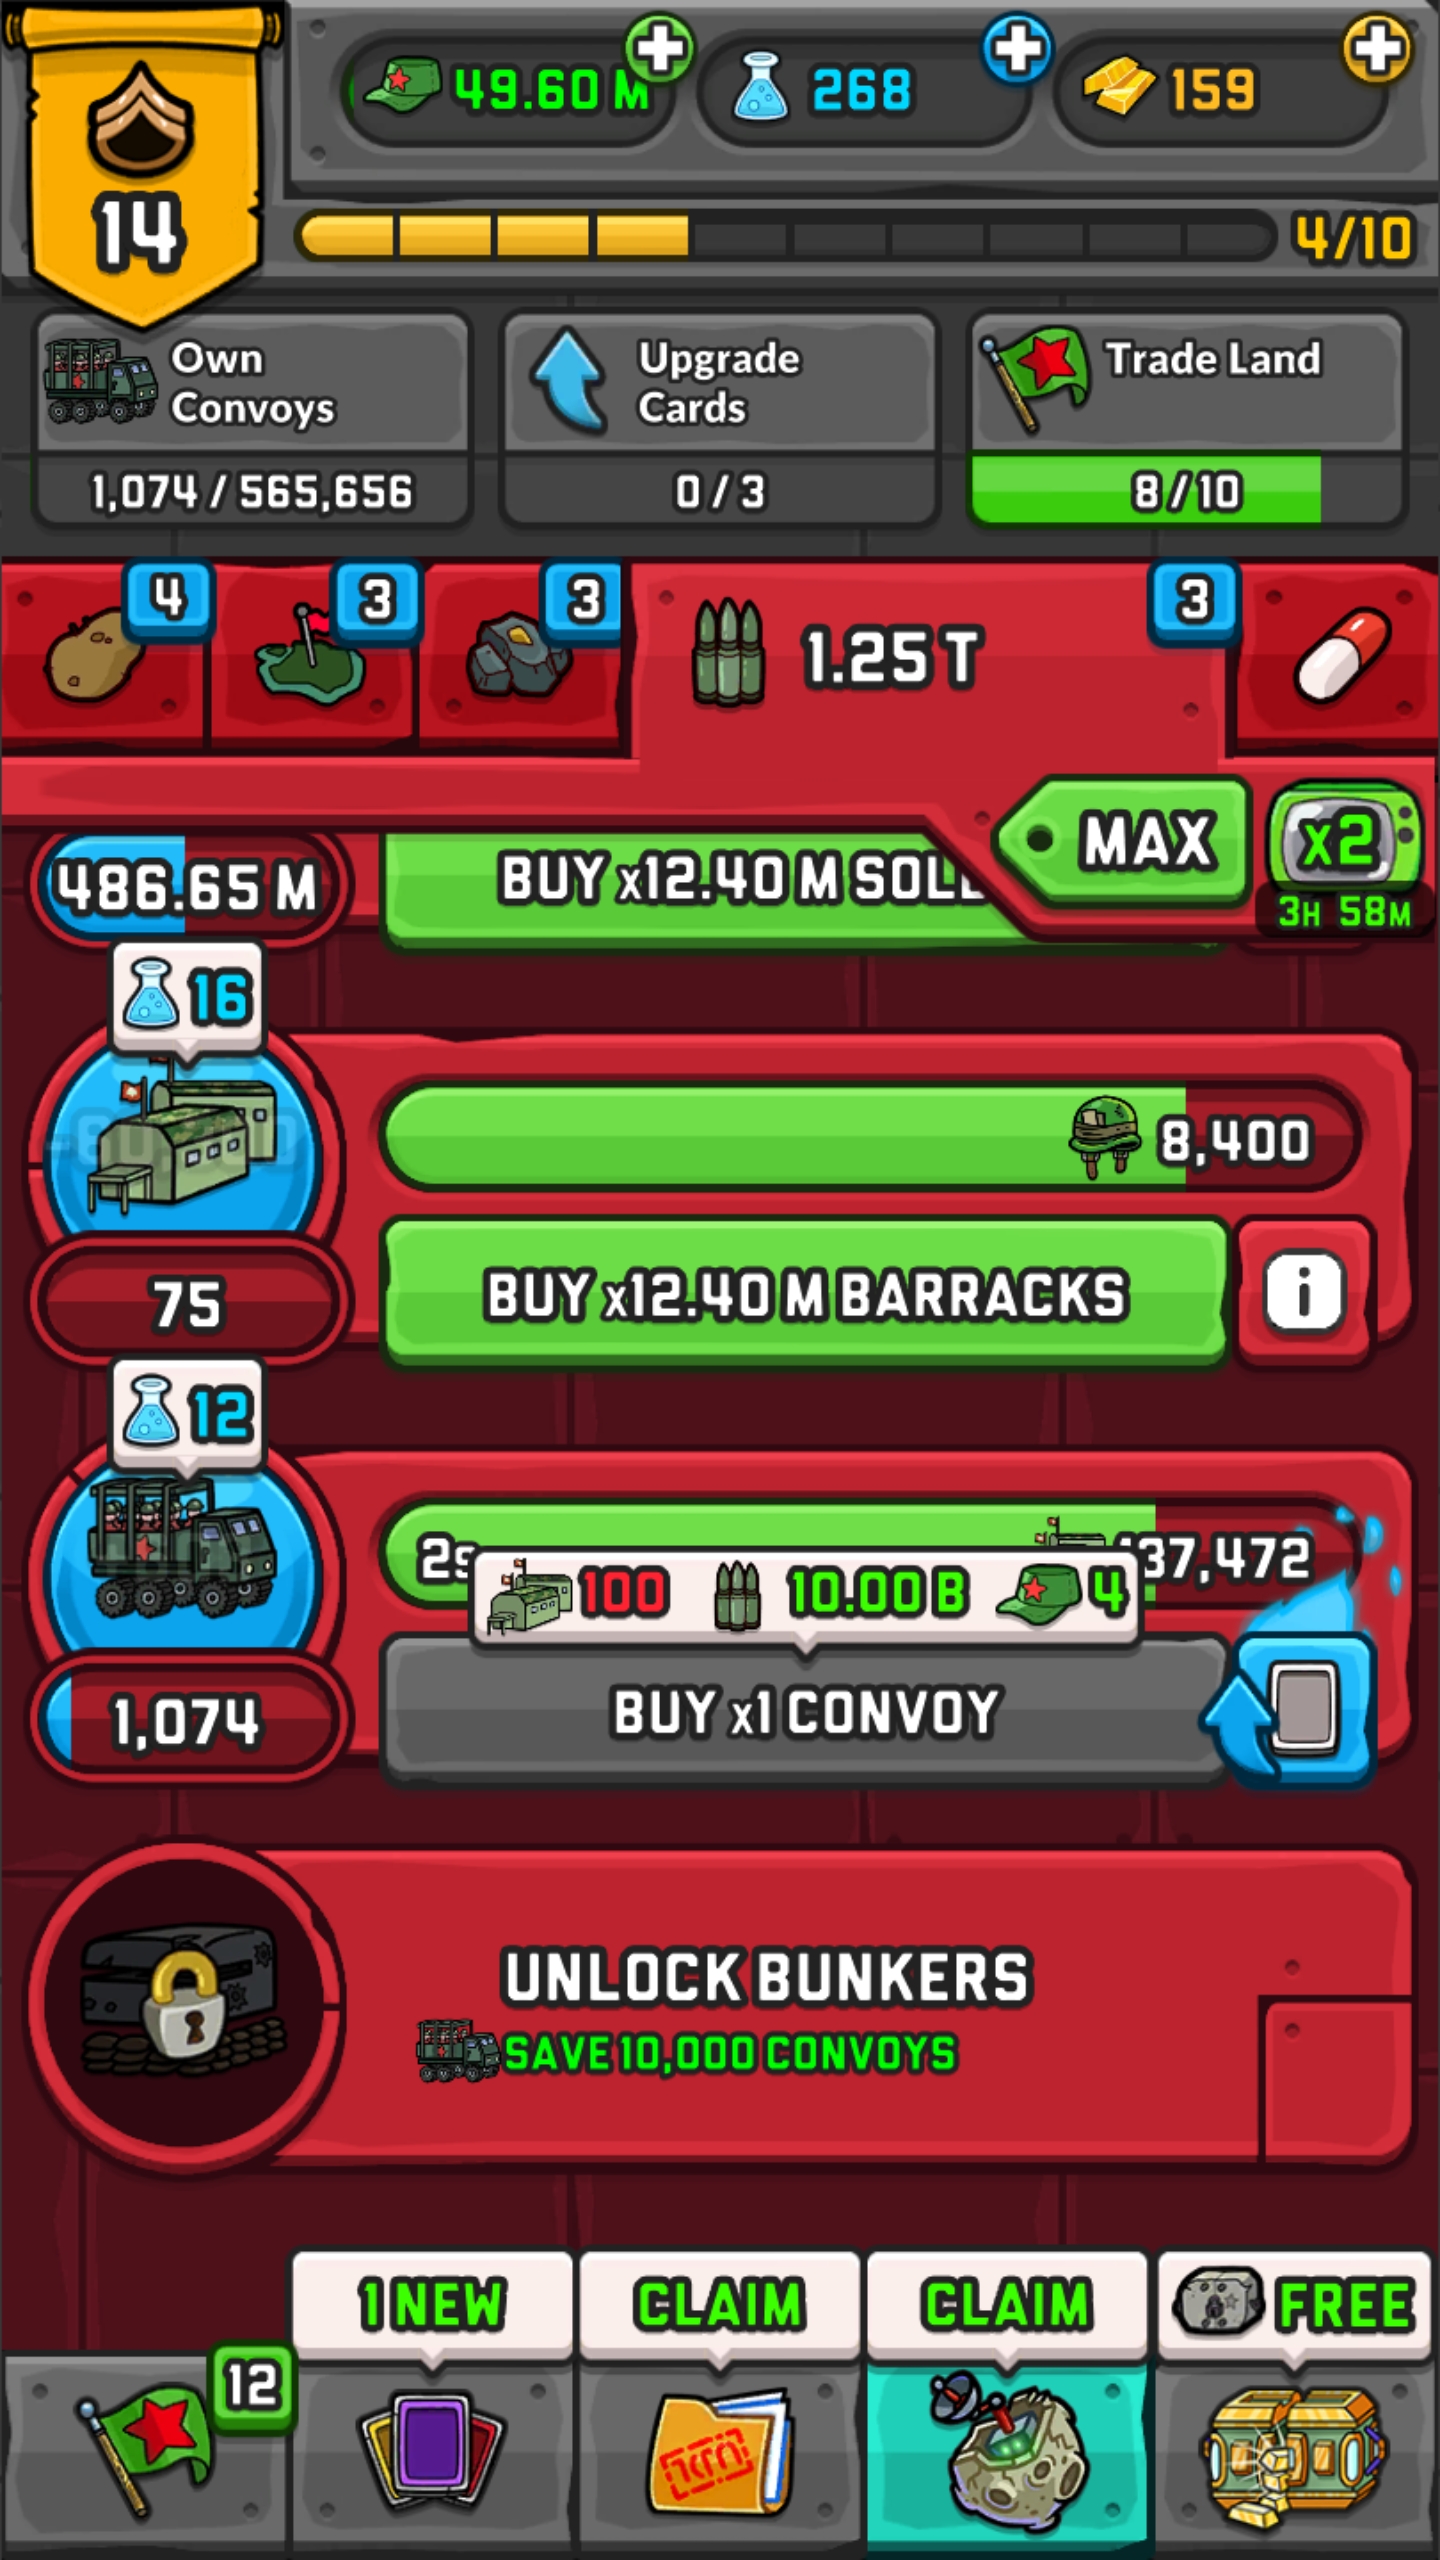 49.60 M
268
159
14
4/10
Own
Convoys
1,074 / 565,656
Upgrade
Cards
0 / 3
Trade Land
8 / 10
4
3
3
1.25 T
3
MAX
x2
3H 58M
486.65 M
BUY x12.40 M
16
8,400
75
BUY x12.40 M BARRACKS
i
12
37,472
100
10.00 B
4
1,074
BUY x1 CONVOY
UNLOCK BUNKERS
SAVE 10,000 CONVOYS
1 NEW
CLAIM
CLAIM
FREE
12